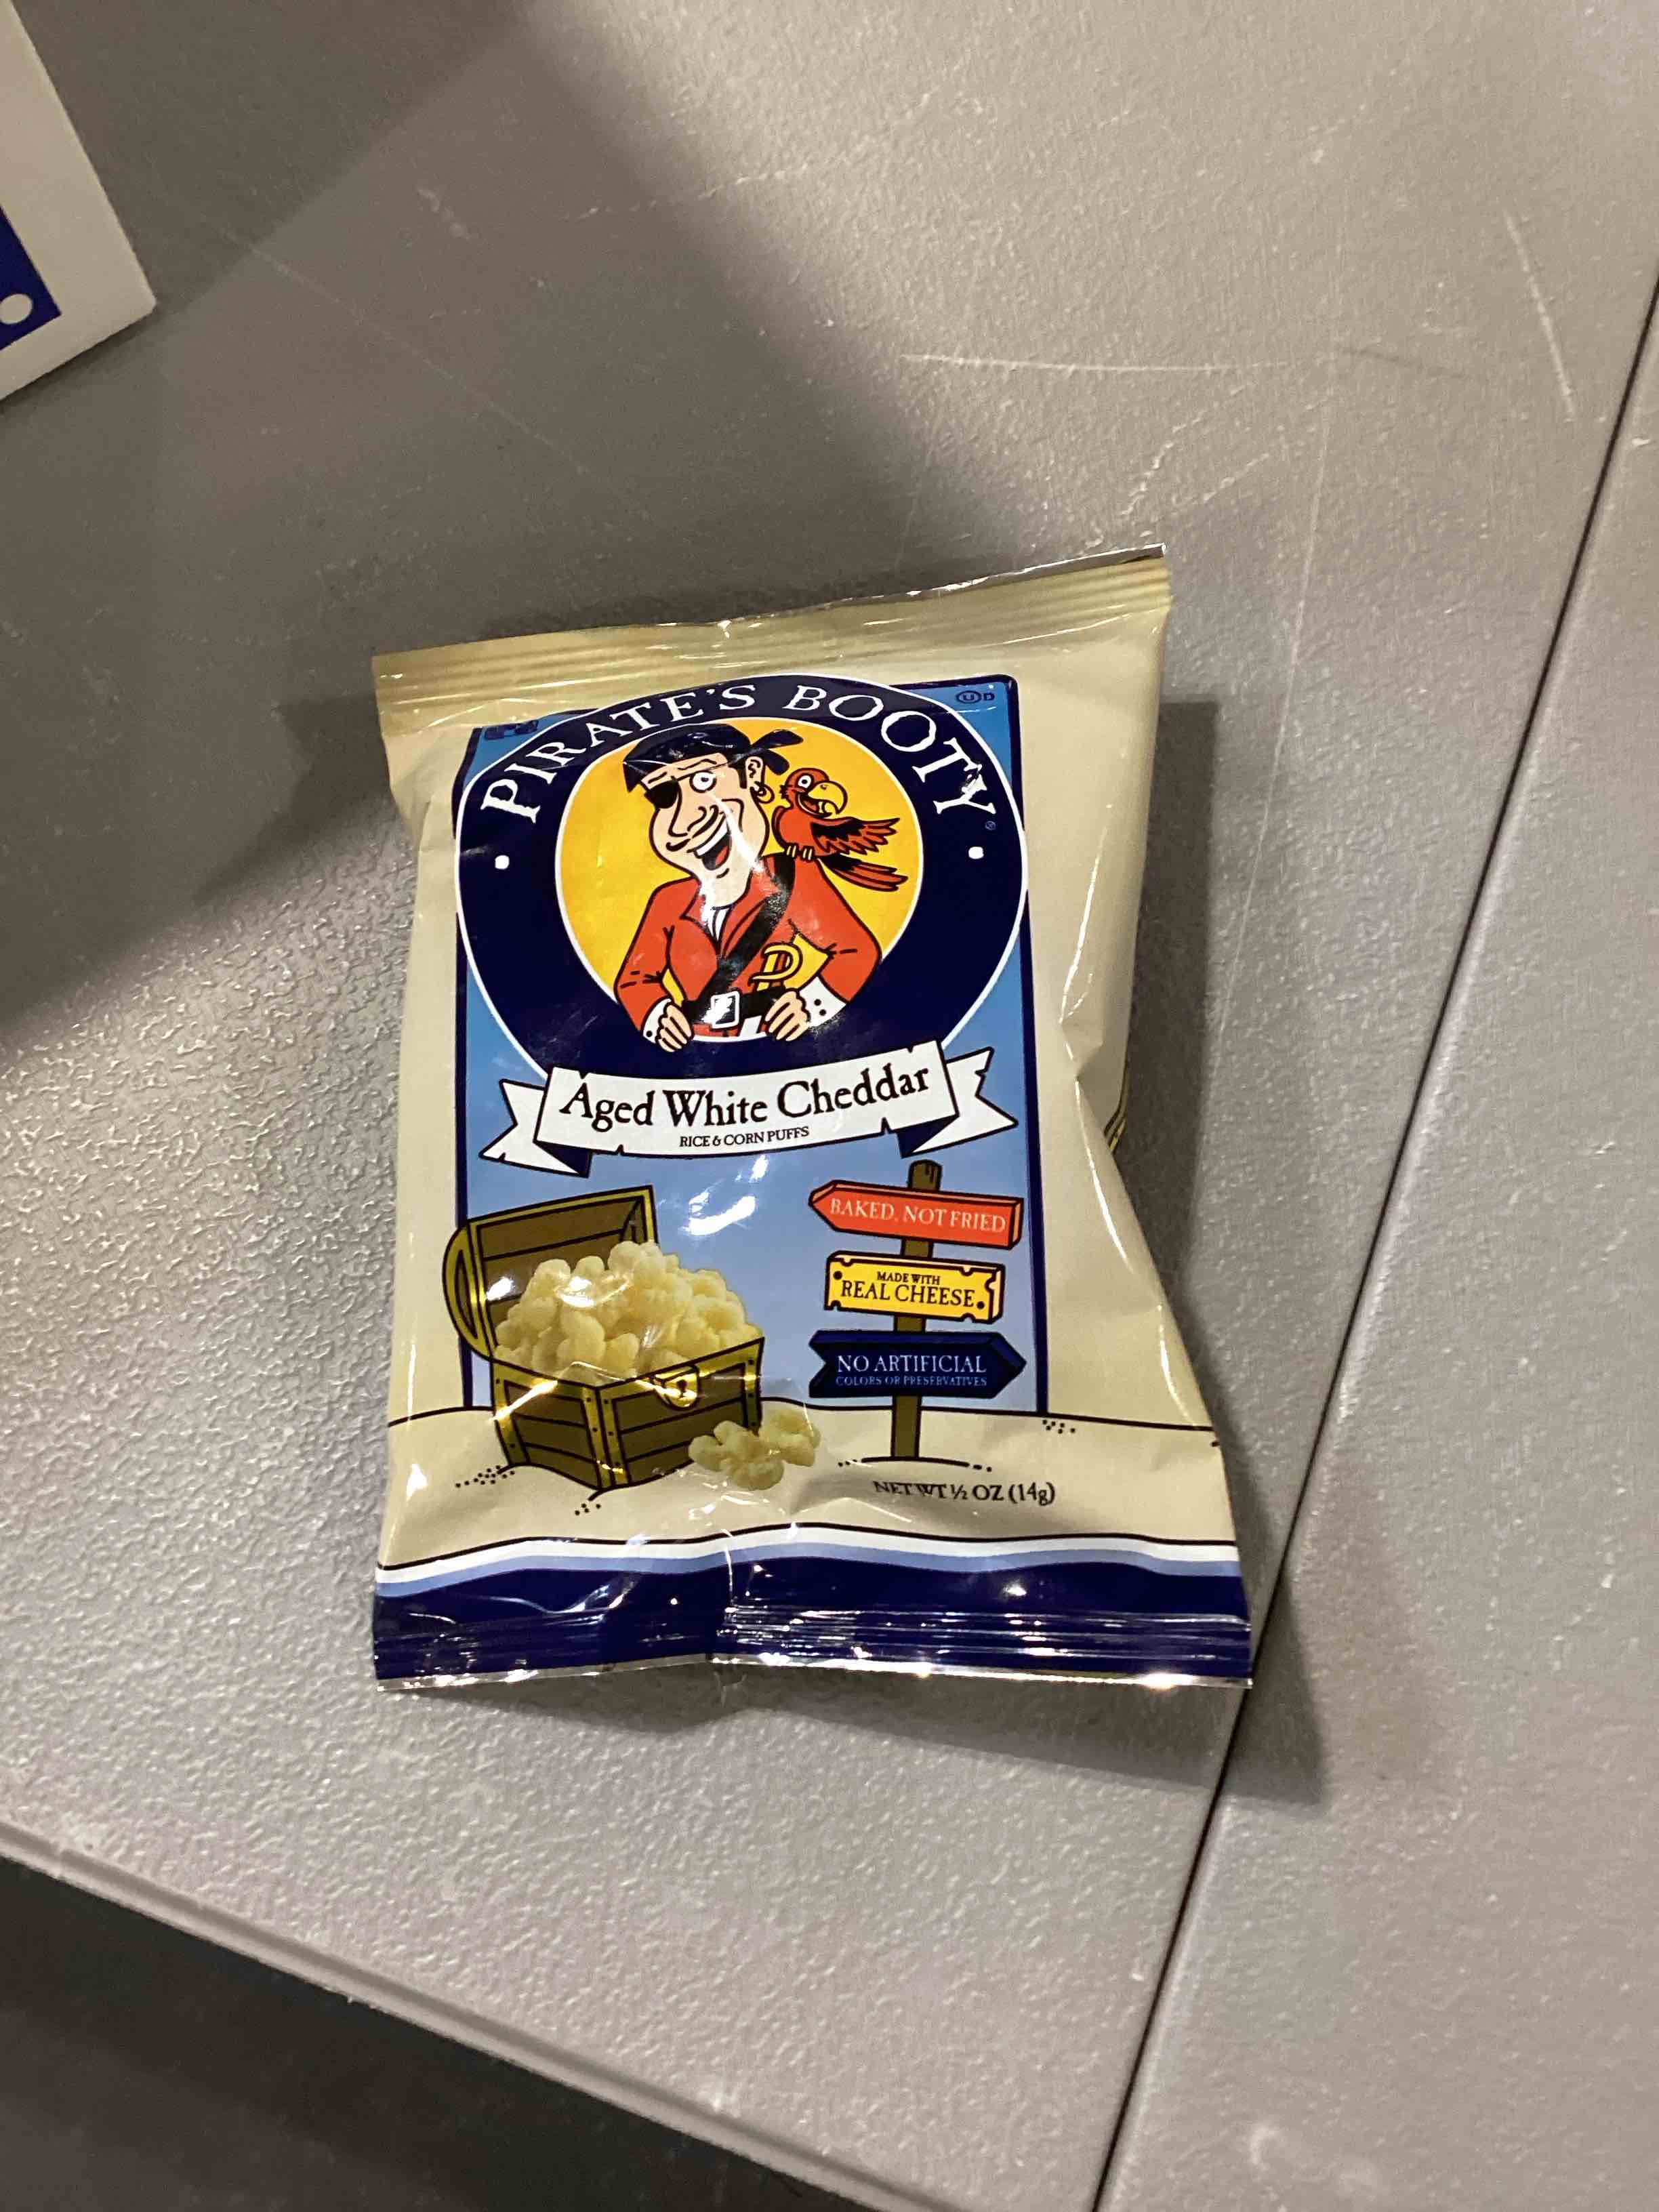 PIRATE'S BOOTY®
U D
Aged White Cheddar
RICE & CORN PUFFS
BAKED, NOT FRIED
MADE WITH
REAL CHEESE
NO ARTIFICIAL
COLORS OR PRESERVATIVES
NET WT ½ OZ (14g)